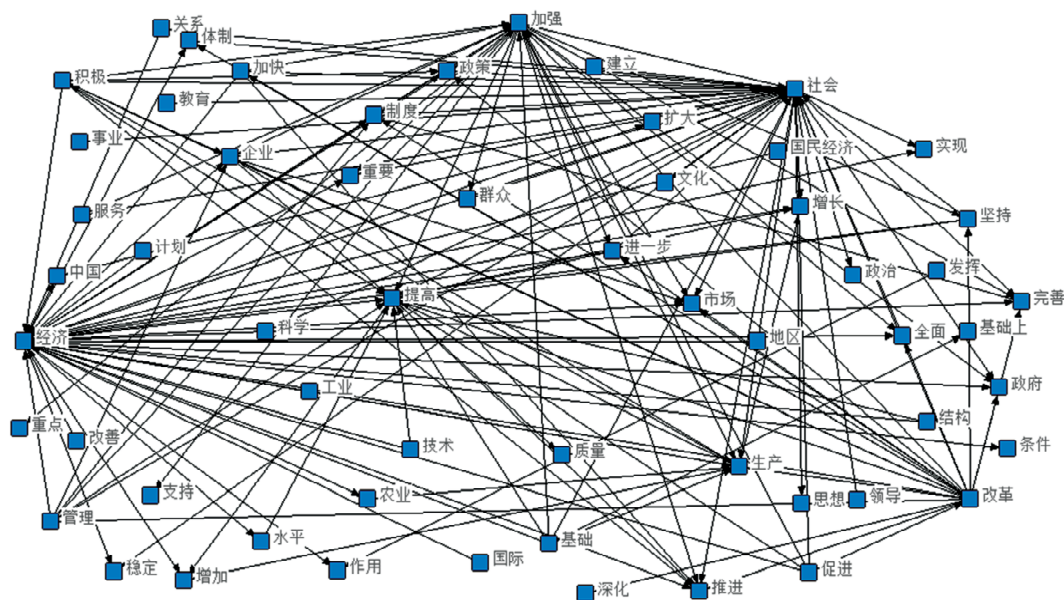 关系
加强
体制
加快
政策
建立
积极
社会
教育
制度
扩大
事业
企业
国民经济
实现
重要
文化
群众
服务
增长
坚持
计划
进一步
中国
政治
发挥
提高
市场
完善
经济
科学
地区
全面
基础上
工业
政府
重点
改善
技术
质量
结构
条件
生产
支持
农业
思想
领导
改革
管理
水平
基础
稳定
增加
作用
国际
促进
深化
推进